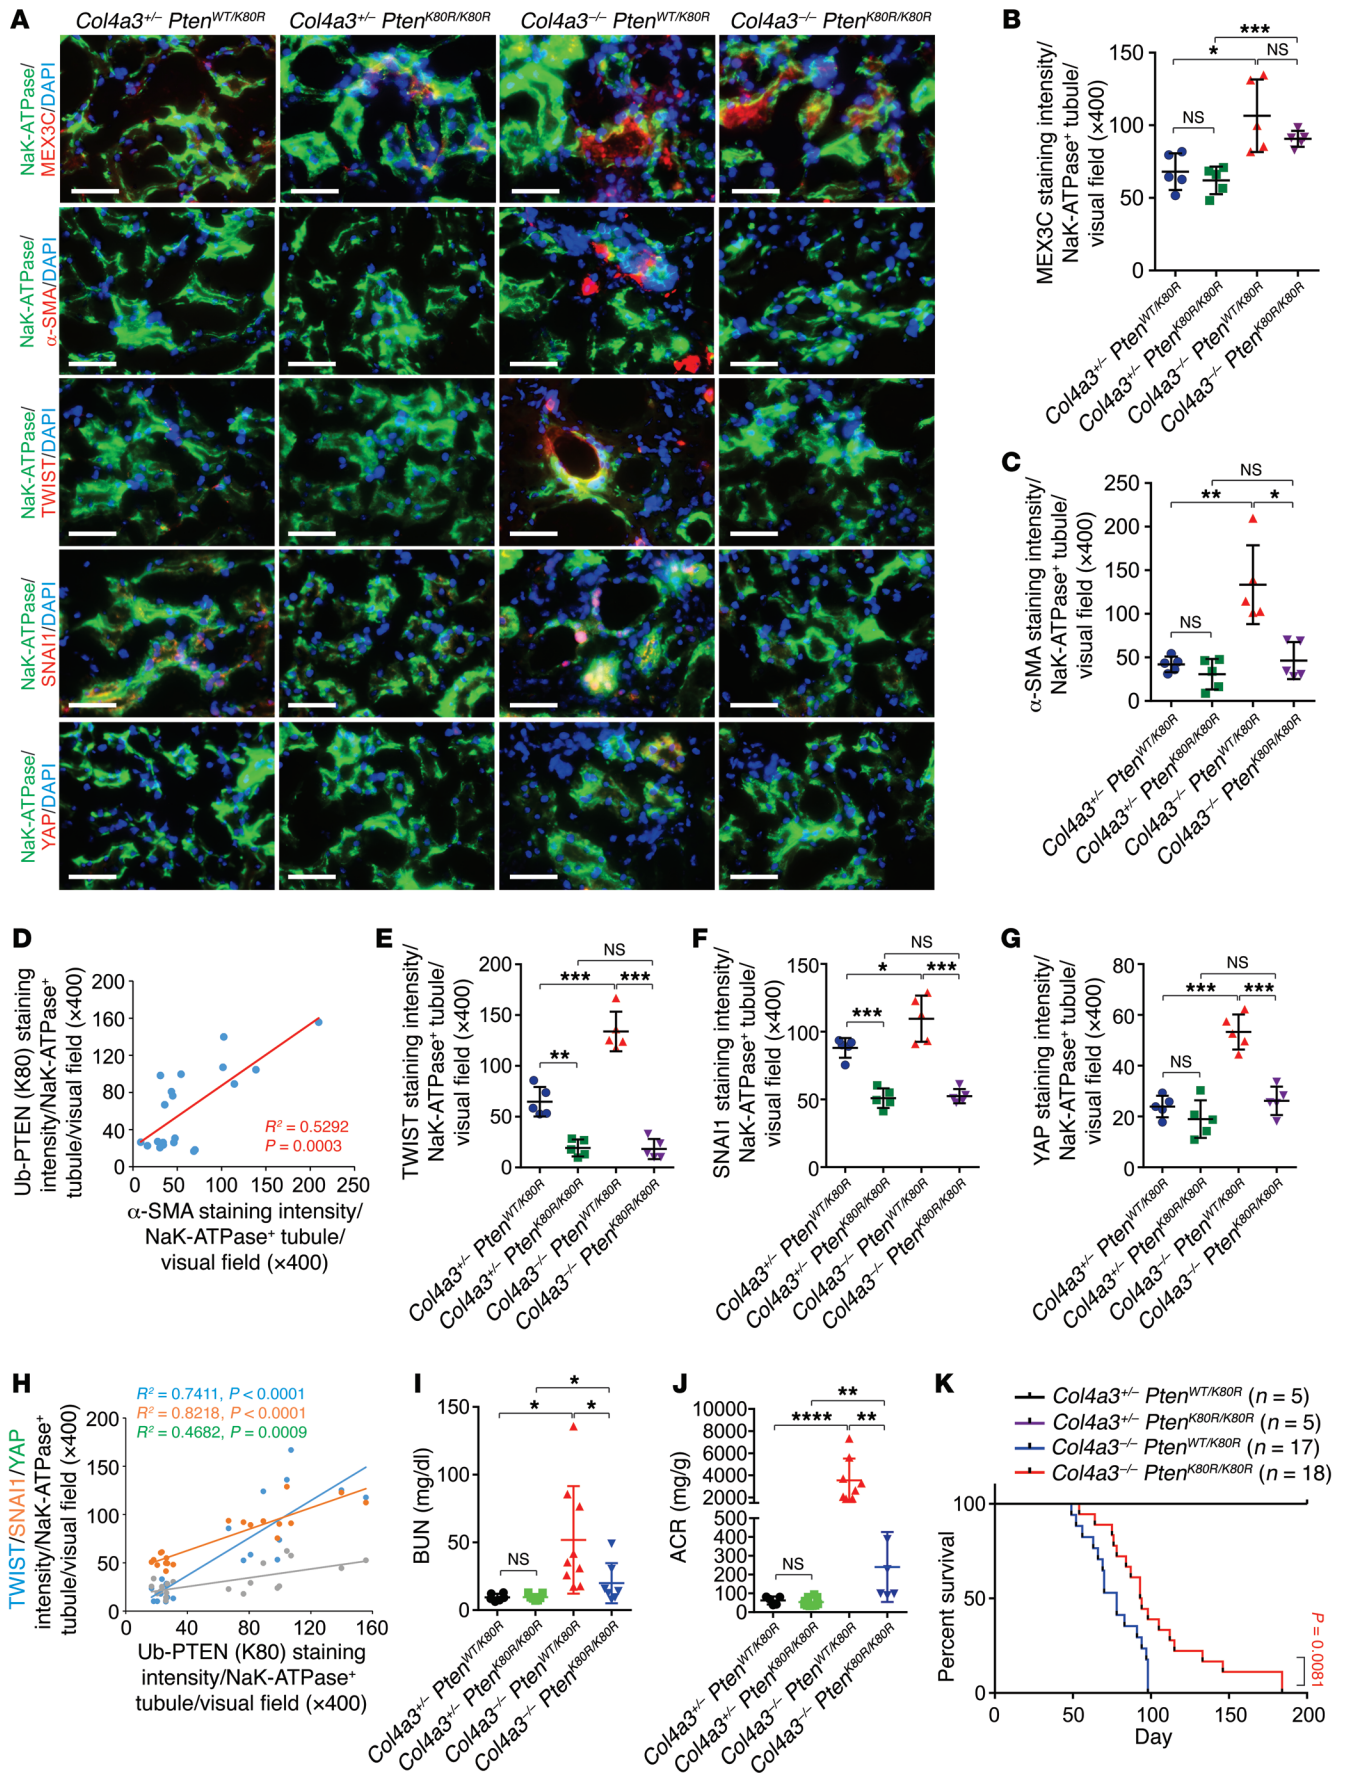 A
Col4a3+/– PtenWT/K80R
Col4a3+/– PtenK80R/K80R
Col4a3–/– PtenWT/K80R
Col4a3–/– PtenK80R/K80R
NaK-ATPase/
MEX3C/DAPI
NaK-ATPase/
α-SMA/DAPI
NaK-ATPase/
TWIST/DAPI
NaK-ATPase/
SNAI1/DAPI
NaK-ATPase/
YAP/DAPI
B
MEX3C staining intensity/
NaK-ATPase+ tubule/
visual field (×400)
150
100
50
0
***
*
NS
NS
Col4a3+/– PtenWT/K80R
Col4a3+/– PtenK80R/K80R
Col4a3–/– PtenWT/K80R
Col4a3–/– PtenK80R/K80R
C
α-SMA staining intensity/
NaK-ATPase+ tubule/
visual field (×400)
250
200
150
100
50
0
NS
**
*
NS
Col4a3+/– PtenWT/K80R
Col4a3+/– PtenK80R/K80R
Col4a3–/– PtenWT/K80R
Col4a3–/– PtenK80R/K80R
D
Ub-PTEN (K80) staining
intensity/NaK-ATPase+
tubule/visual field (×400)
200
160
120
80
40
0
R2 = 0.5292
P = 0.0003
0 50 100 150 200 250
α-SMA staining intensity/
NaK-ATPase+ tubule/
visual field (×400)
E
TWIST staining intensity/
NaK-ATPase+ tubule/
visual field (×400)
200
150
100
50
0
NS
***
***
**
Col4a3+/– PtenWT/K80R
Col4a3+/– PtenK80R/K80R
Col4a3–/– PtenWT/K80R
Col4a3–/– PtenK80R/K80R
F
SNAI1 staining intensity/
NaK-ATPase+ tubule/
visual field (×400)
150
100
50
0
NS
*
***
***
Col4a3+/– PtenWT/K80R
Col4a3+/– PtenK80R/K80R
Col4a3–/– PtenWT/K80R
Col4a3–/– PtenK80R/K80R
G
YAP staining intensity/
NaK-ATPase+ tubule/
visual field (×400)
80
60
40
20
0
NS
***
***
NS
Col4a3+/– PtenWT/K80R
Col4a3+/– PtenK80R/K80R
Col4a3–/– PtenWT/K80R
Col4a3–/– PtenK80R/K80R
H
R2 = 0.7411, P < 0.0001
R2 = 0.8218, P < 0.0001
R2 = 0.4682, P = 0.0009
TWIST/SNAI1/YAP
intensity/NaK-ATPase+
tubule/visual field (×400)
200
150
100
50
0
0 40 80 120 160
Ub-PTEN (K80) staining
intensity/NaK-ATPase+
tubule/visual field (×400)
I
BUN (mg/dl)
150
100
50
0
*
*
*
NS
Col4a3+/– PtenWT/K80R
Col4a3+/– PtenK80R/K80R
Col4a3–/– PtenWT/K80R
Col4a3–/– PtenK80R/K80R
J
ACR (mg/g)
10000
8000
6000
4000
2000
500
400
300
200
100
0
**
****
**
NS
Col4a3+/– PtenWT/K80R
Col4a3+/– PtenK80R/K80R
Col4a3–/– PtenWT/K80R
Col4a3–/– PtenK80R/K80R
K
Col4a3+/– PtenWT/K80R (n = 5)
Col4a3+/– PtenK80R/K80R (n = 5)
Col4a3–/– PtenWT/K80R (n = 17)
Col4a3–/– PtenK80R/K80R (n = 18)
Percent survival
100
50
0
P = 0.0081
0 50 100 150 200
Day